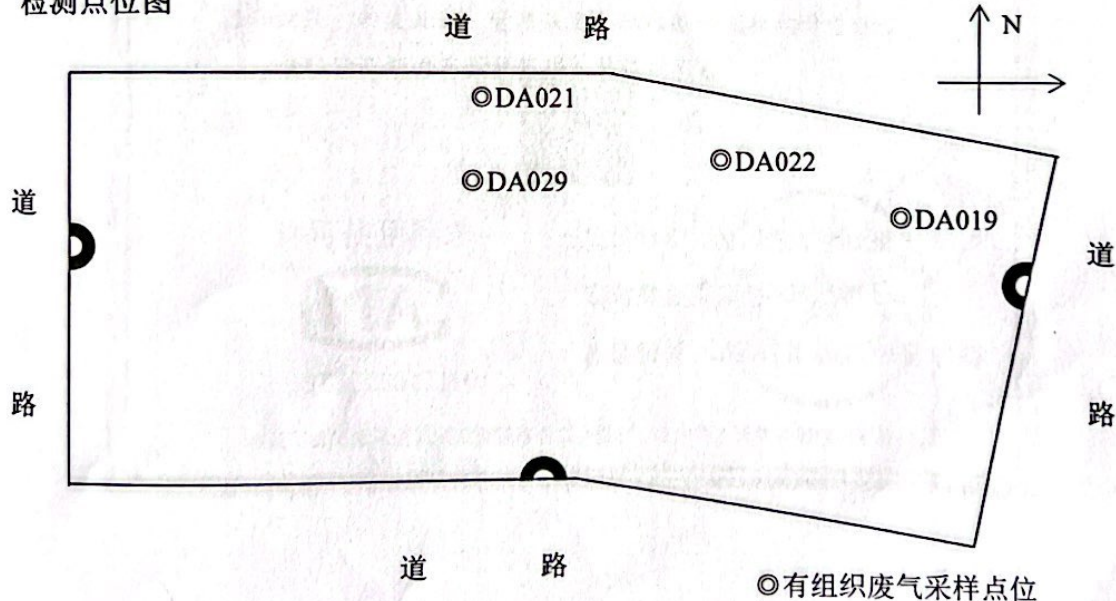 检测点位图
道 路
N
◎DA021
◎DA022
◎DA029
道
◎DA019
道
路
路
道 路
◎有组织废气采样点位